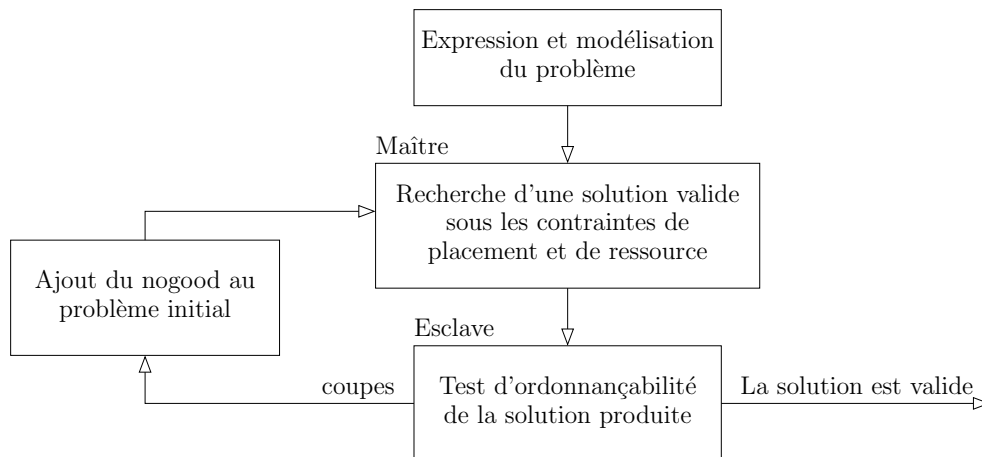 Expression et modélisation
du problème
Maître
Recherche d'une solution valide
sous les contraintes de
placement et de ressource
Ajout du nogood au
problème initial
Esclave
coupes
Test d'ordonnançabilité
de la solution produite
La solution est valide